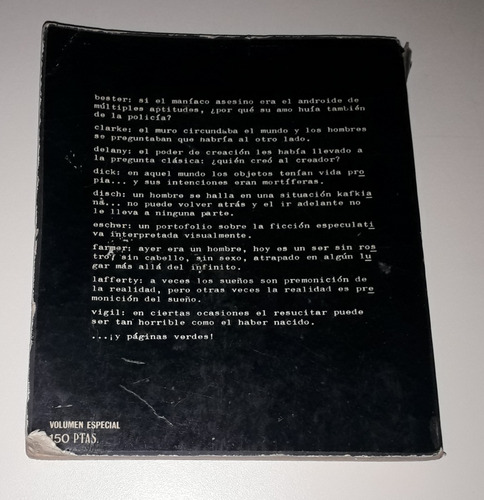 bester: si el maníaco asesino era el androide de
múltiples aptitudes, ¿por qué su amo huía también
de la policía?
clarke: el muro circundaba el mundo y los hombres
se preguntaban que habría al otro lado.
delany: el poder de creación les había llevado a
la pregunta clásica: ¿quién creó al creador?
dick: en aquel mundo los objetos tenían vida pro
pia... y sus intenciones eran mortíferas.
disch: un hombre se halla en una situación kafkia
na... no puede volver atrás y el ir adelante no
le lleva a ninguna parte.
escher: un portofolio sobre la ficción especulati
va interpretada visualmente.
farmer: ayer era un hombre, hoy es un ser sin ros
tro, sin cabello, sin sexo, atrapado en algún lu
gar más allá del infinito.
lafferty: a veces los sueños son premonición de
la realidad, pero otras veces la realidad es pre
monición del sueño.
vigil: en ciertas ocasiones el resucitar puede
ser tan horrible como el haber nacido.
...¡y páginas verdes!
VOLUMEN ESPECIAL
150 PTAS.